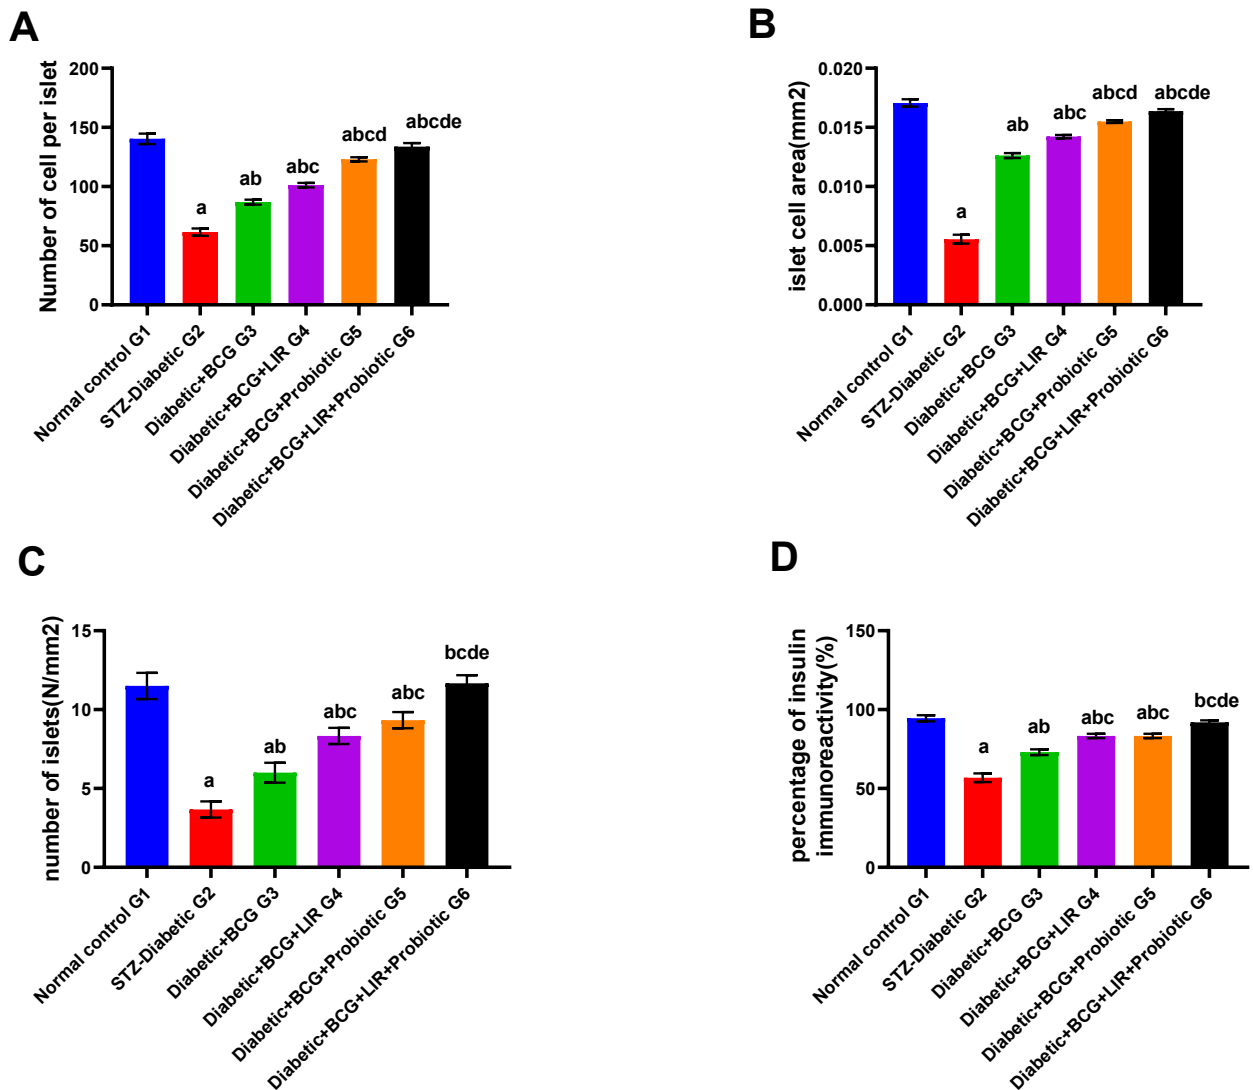 A
Number of cell per islet
200
150
100
50
0
a
ab
abc
abcd
abcde
Normal control G1
STZ-Diabetic G2
Diabetic+BCG G3
Diabetic+BCG+LIR G4
Diabetic+BCG+Probiotic G5
Diabetic+BCG+LIR+Probiotic G6
B
islet cell area(mm2)
0.020
0.015
0.010
0.005
0.000
a
ab
abc
abcd
abcde
Normal control G1
STZ-Diabetic G2
Diabetic+BCG G3
Diabetic+BCG+LIR G4
Diabetic+BCG+Probiotic G5
Diabetic+BCG+LIR+Probiotic G6
C
number of islets(N/mm2)
15
10
5
0
a
ab
abc
abc
bcde
Normal control G1
STZ-Diabetic G2
Diabetic+BCG G3
Diabetic+BCG+LIR G4
Diabetic+BCG+Probiotic G5
Diabetic+BCG+LIR+Probiotic G6
D
percentage of insulin
immunoreactivity(%)
150
100
50
0
a
ab
abc
abc
bcde
Normal control G1
STZ-Diabetic G2
Diabetic+BCG G3
Diabetic+BCG+LIR G4
Diabetic+BCG+Probiotic G5
Diabetic+BCG+LIR+Probiotic G6